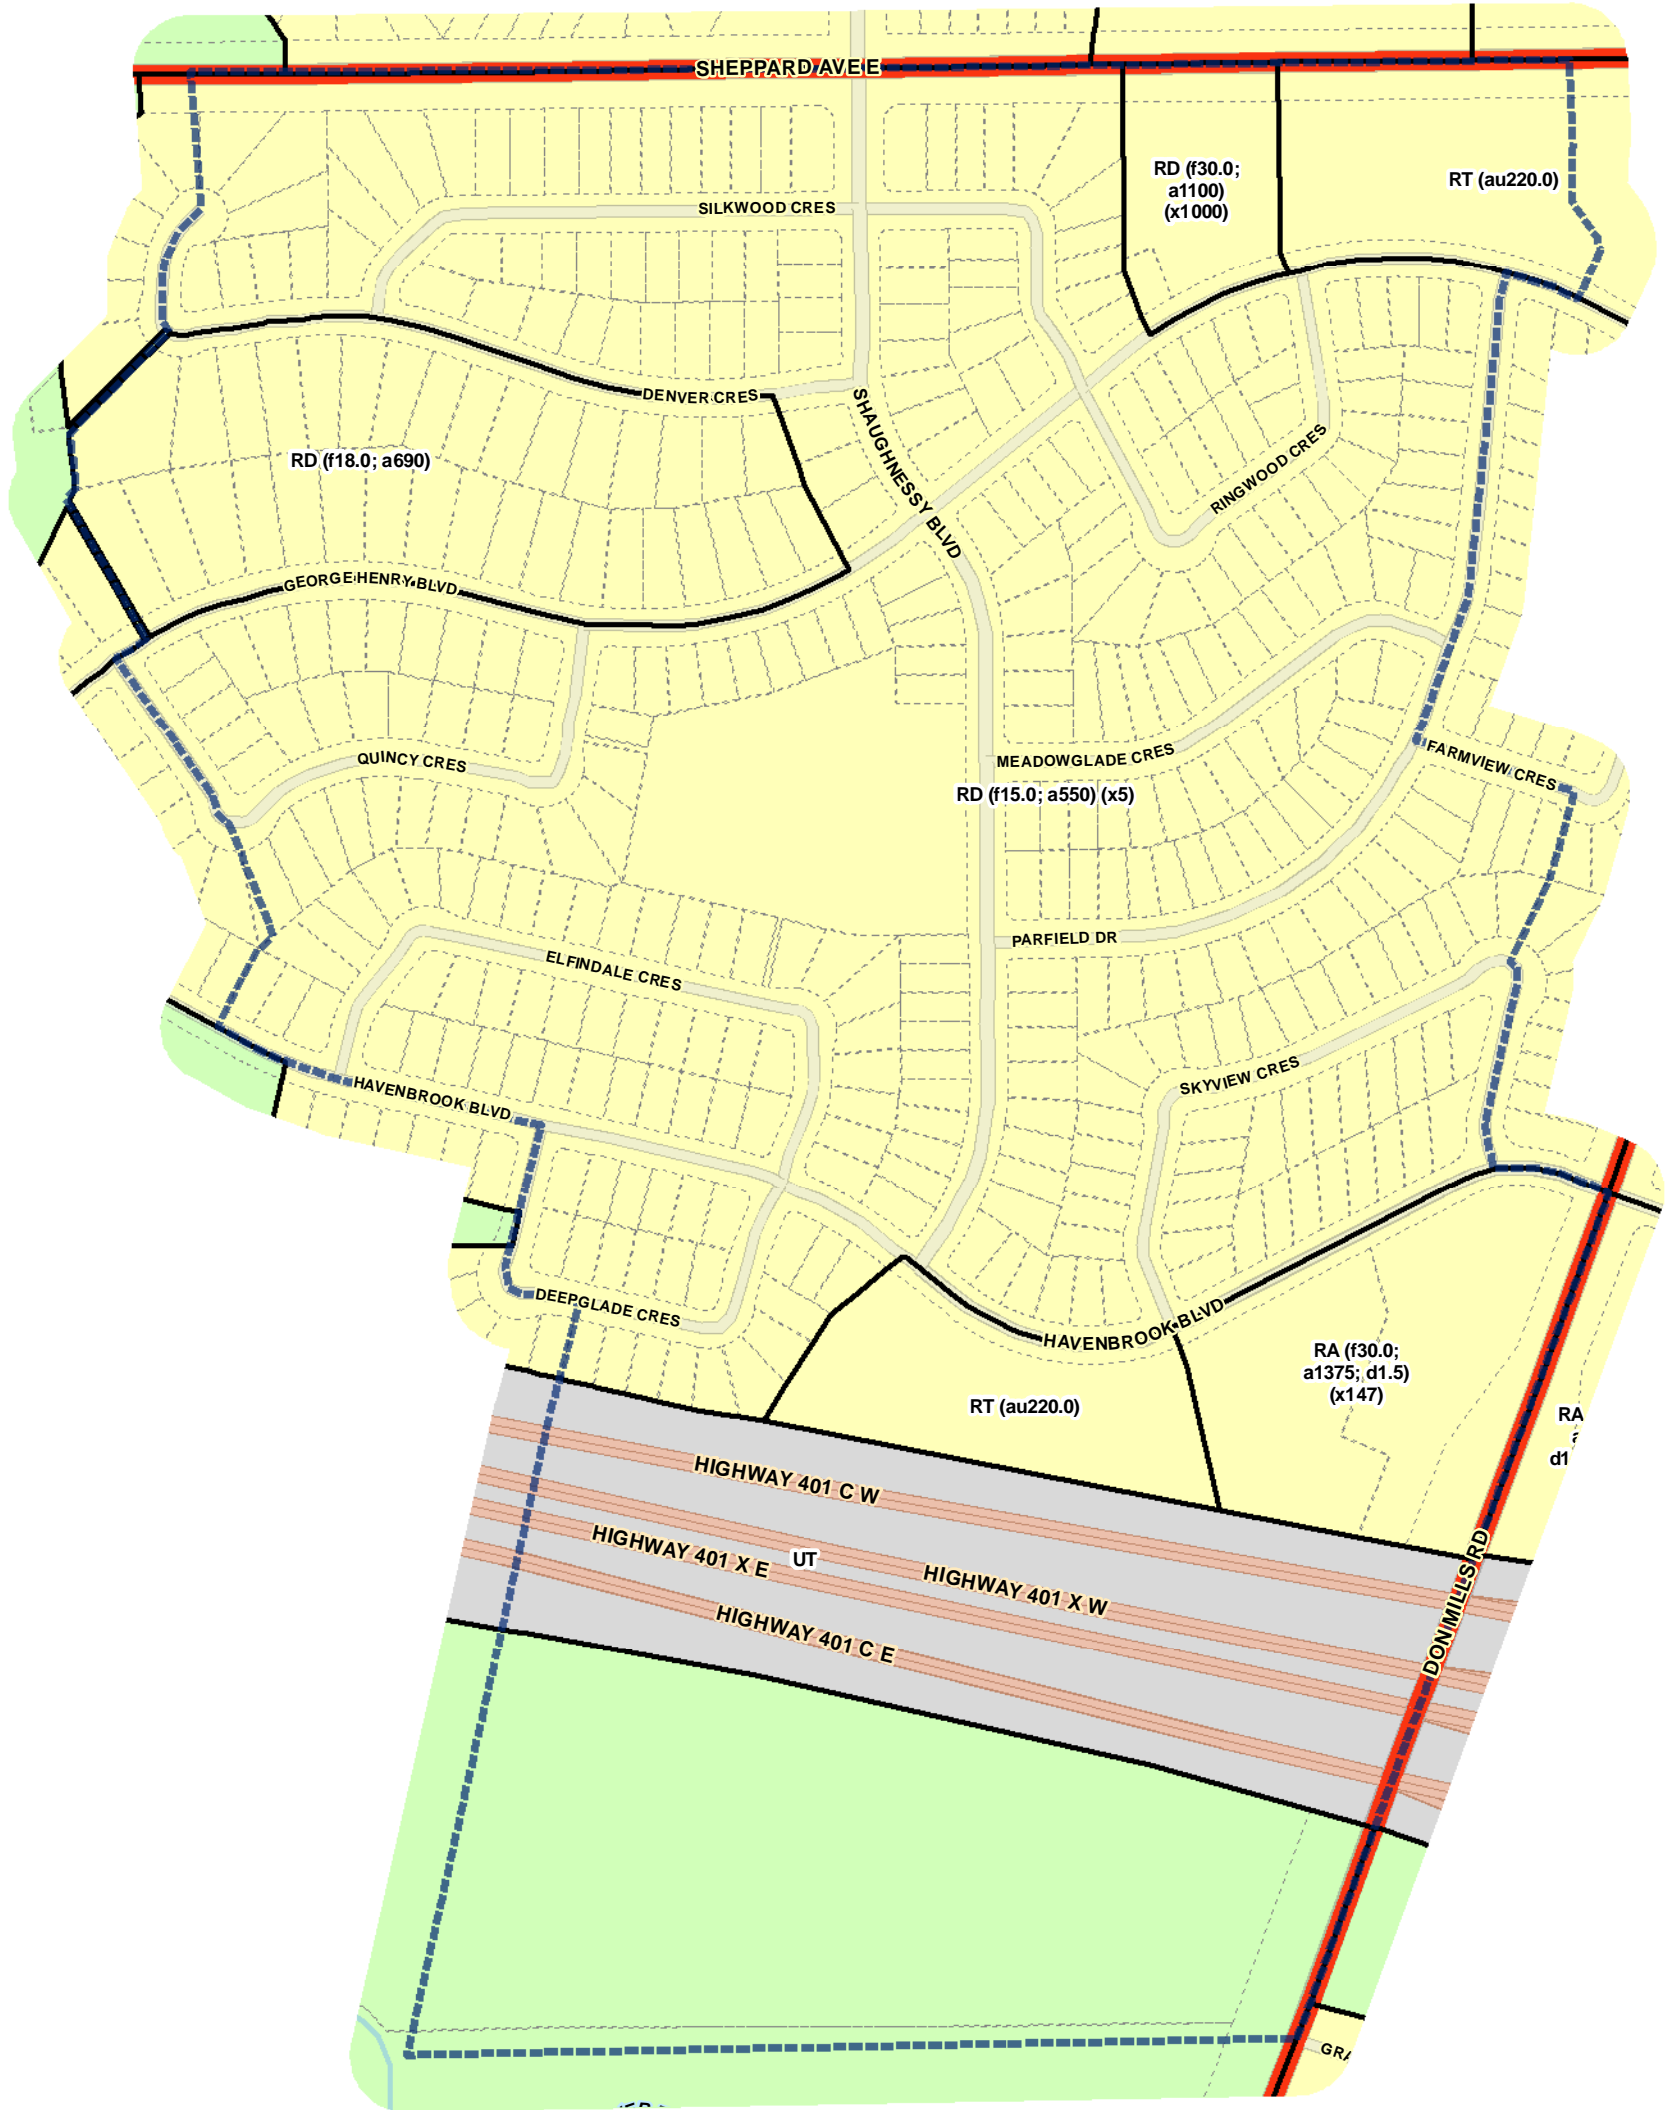 SHEPPARD AVE E
RD (f30.0;
a1100)
(x1000)
RT (au220.0)
SILKWOOD CRES
DENVER CRES
SHAUGHNESSY BLVD
RINGWOOD CRES
RD (f18.0; a690)
GEORGE HENRY BLVD
QUINCY CRES
MEADOWGLADE CRES
FARMVIEW CRES
RD (f15.0; a550) (x5)
PARFIELD DR
ELFINDALE CRES
SKYVIEW CRES
HAVENBROOK BLVD
DEEPGLADE CRES
HAVENBROOK BLVD
RA (f30.0;
a1375; d1.5)
(x147)
RT (au220.0)
RA
d1
HIGHWAY 401 C W
HIGHWAY 401 X E
UT
HIGHWAY 401 X W
HIGHWAY 401 C E
DON MILLS RD